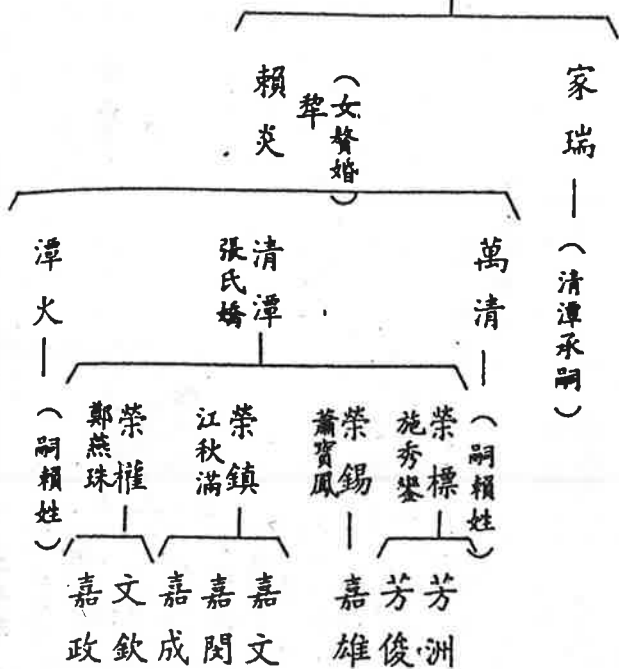 家瑞
（清潭承嗣）
犂（女贅婚）
賴炎
萬清
（嗣賴姓）
清潭
張氏嬌
潭火
（嗣賴姓）
榮標
施秀鑾
榮錫
蕭寶鳳
榮鎮
江秋滿
榮權
鄭燕珠
芳洲
芳俊
嘉雄
嘉文
嘉閔
嘉成
文欽
嘉政